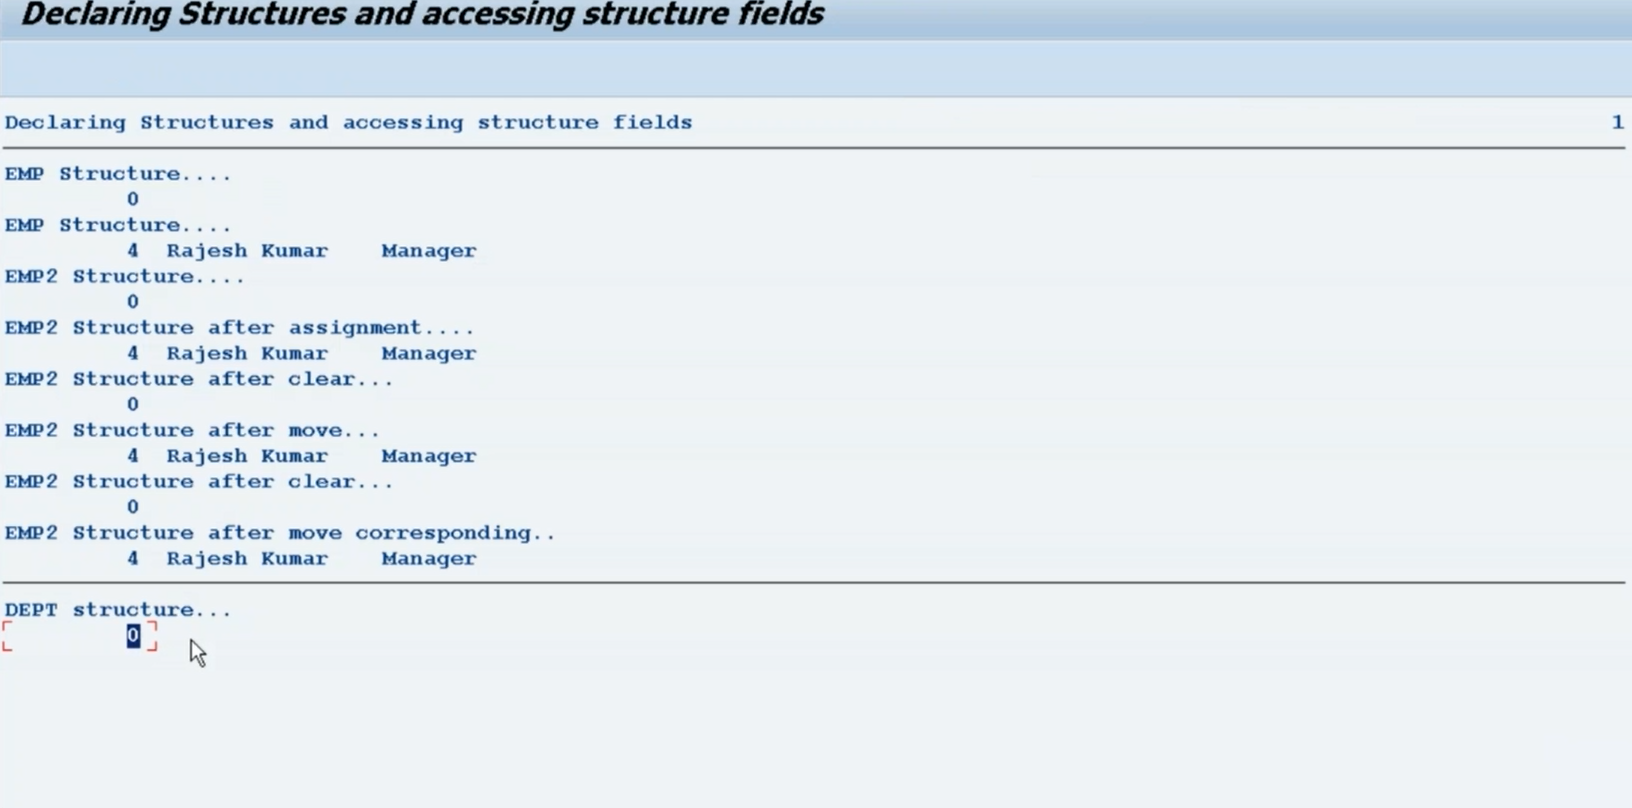 Declaring Structures and accessing structure fields
Declaring Structures and accessing structure fields 1
EMP Structure....
0
EMP Structure....
4 Rajesh Kumar Manager
EMP2 Structure....
0
EMP2 Structure after assignment....
4 Rajesh Kumar Manager
EMP2 Structure after clear...
0
EMP2 Structure after move...
4 Rajesh Kumar Manager
EMP2 Structure after clear...
0
EMP2 Structure after move corresponding..
4 Rajesh Kumar Manager
DEPT structure...
0